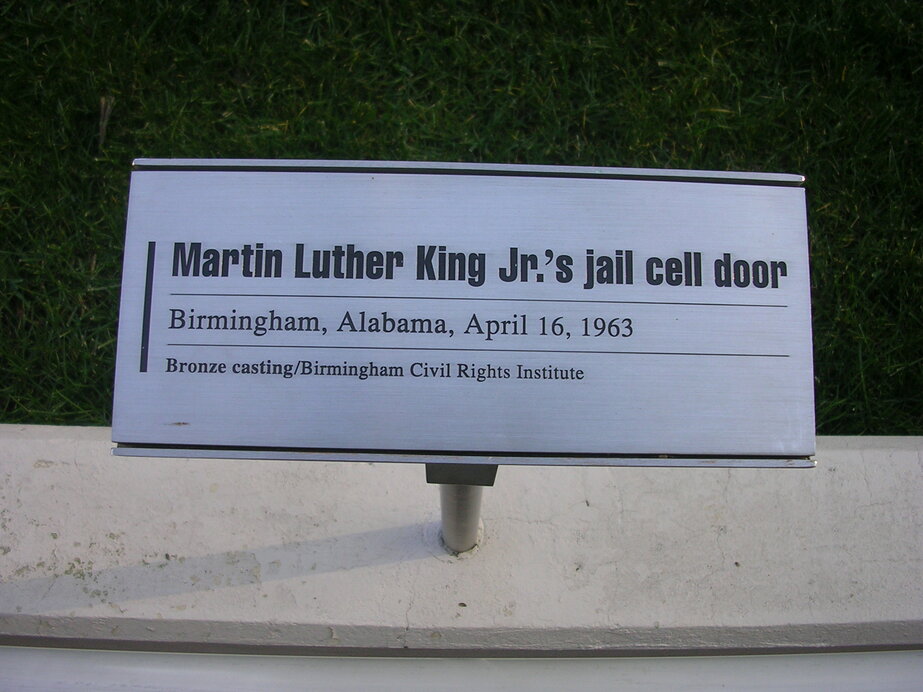 Martin Luther King Jr.'s jail cell door
Birmingham, Alabama, April 16, 1963
Bronze casting/Birmingham Civil Rights Institute